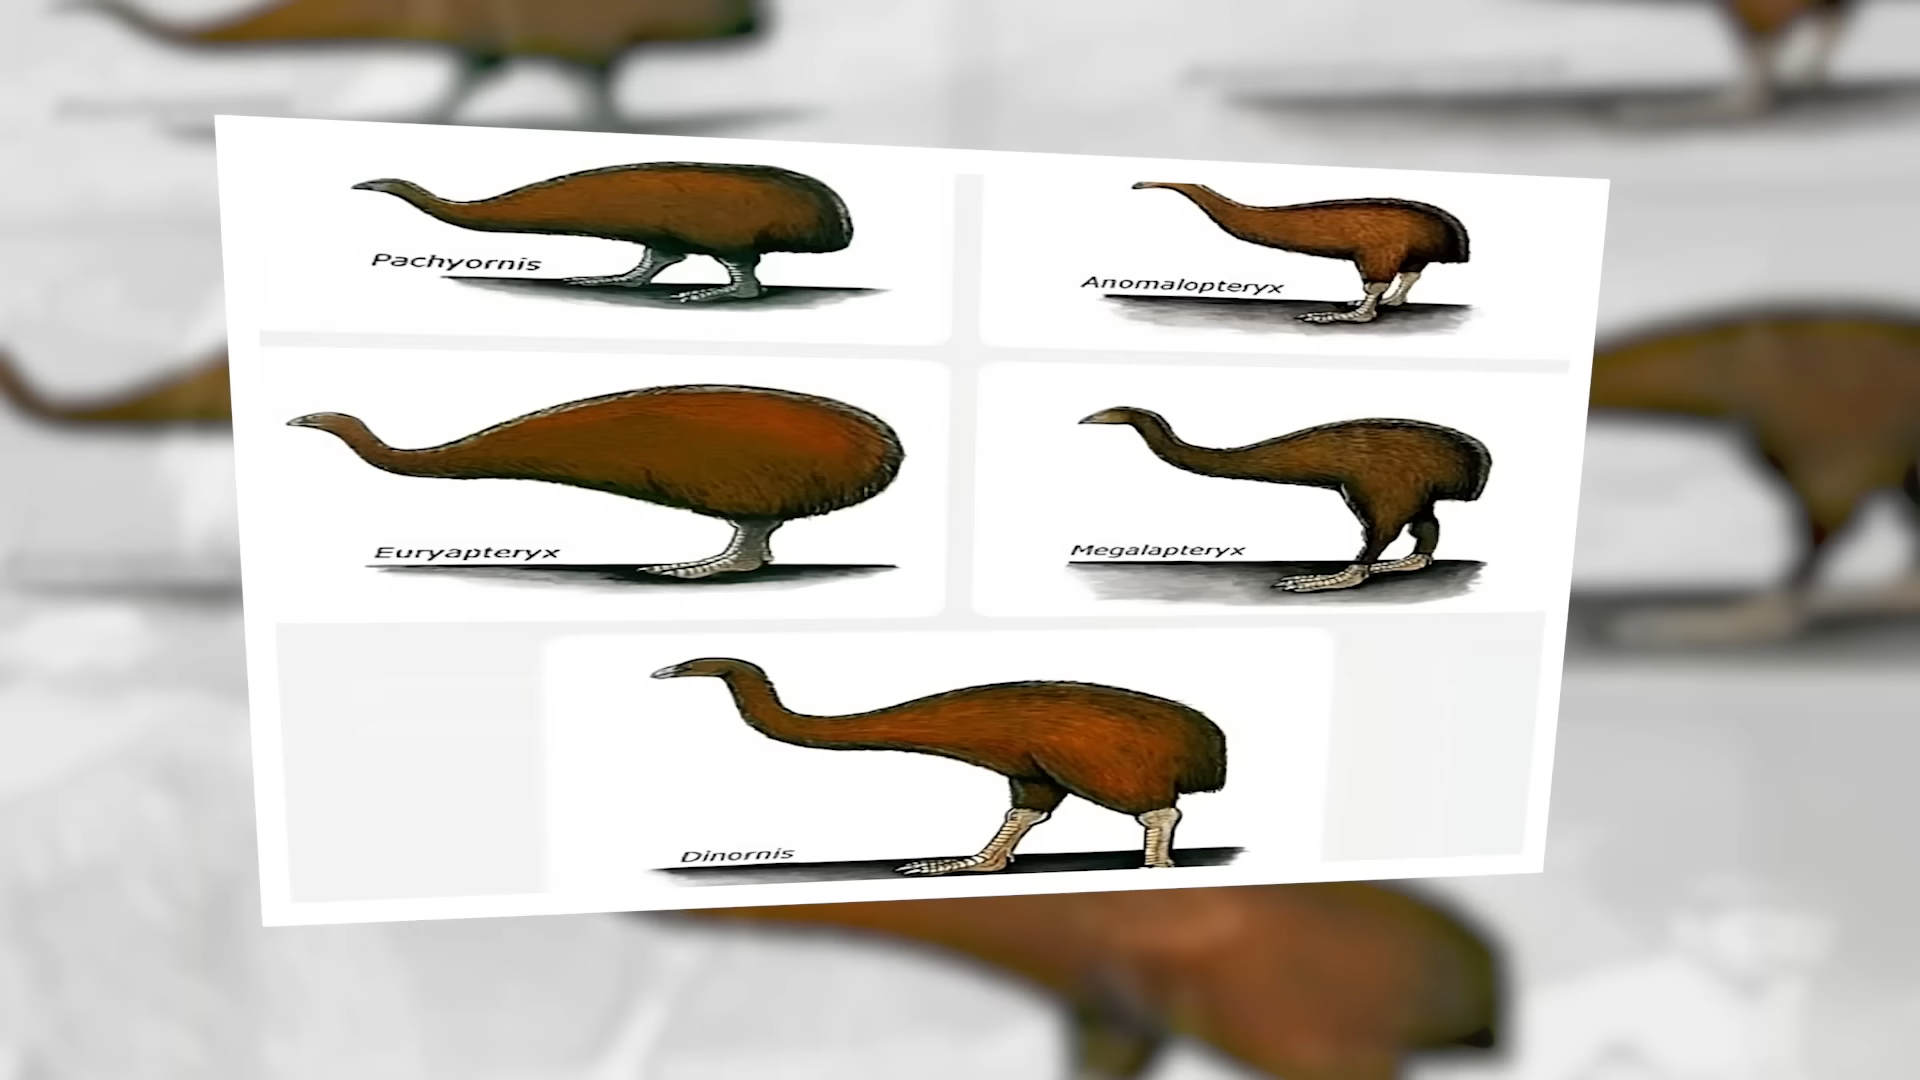 Pachyornis
Anomalopteryx
Euryapteryx
Megalapteryx
Dinornis